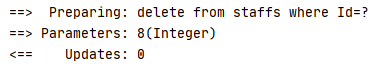 ==>  Preparing: delete from staffs where Id=?
==> Parameters: 8(Integer)
<==    Updates: 0